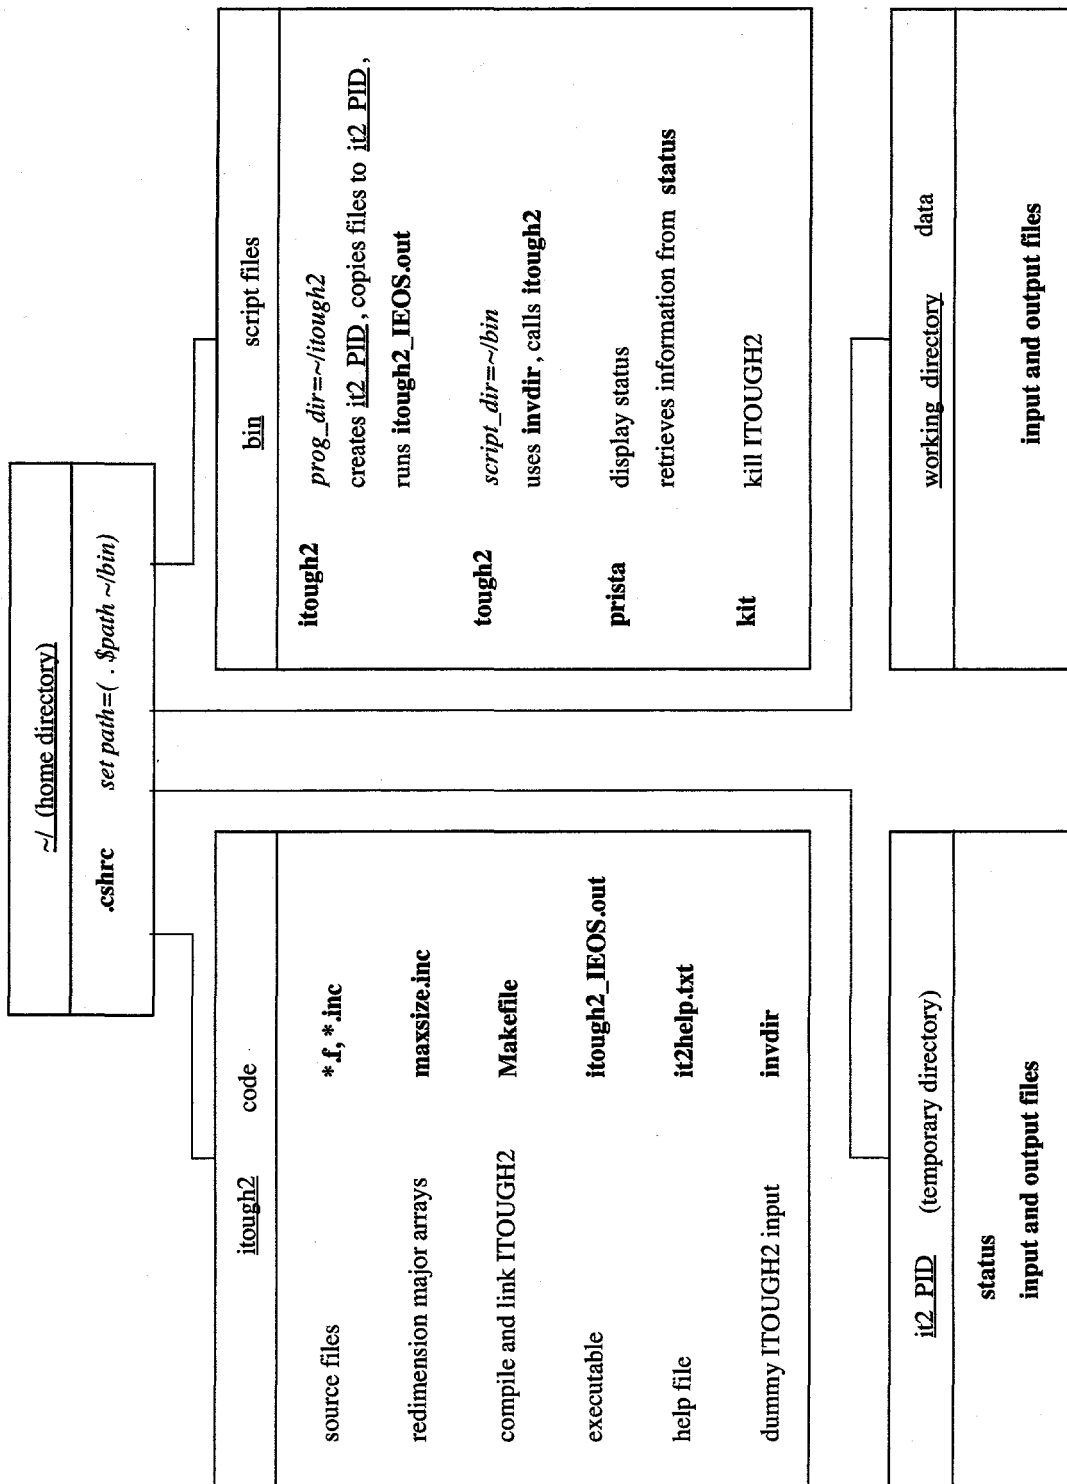 ~/ (home directory)
.cshrc set path=( . $path ~/bin)
itough2 code
source files *.f, *.inc
redimension major arrays maxsize.inc
compile and link ITOUGH2 Makefile
executable itough2_IEOS.out
help file it2help.txt
dummy ITOUGH2 input invdir
bin script files
itough2 prog_dir=~/itough2
creates it2_PID, copies files to it2_PID,
runs itough2_IEOS.out
tough2 script_dir=~/bin
uses invdir, calls itough2
prista display status
retrieves information from status
kit kill ITOUGH2
it2_PID (temporary directory)
status
input and output files
working directory data
input and output files